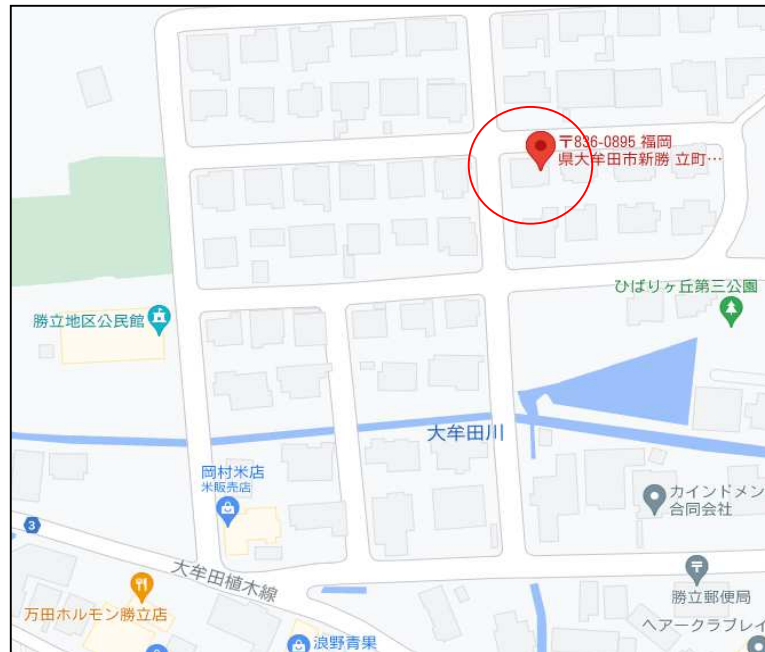 〒836-0895 福岡
県大牟田市新勝 立町…
ひばりヶ丘第三公園
勝立地区公民館
大牟田川
岡村米店
米販売店
カインドメン
合同会社
3
大牟田植木線
万田ホルモン勝立店
勝立郵便局
ヘアークラブレイ
浪野青果